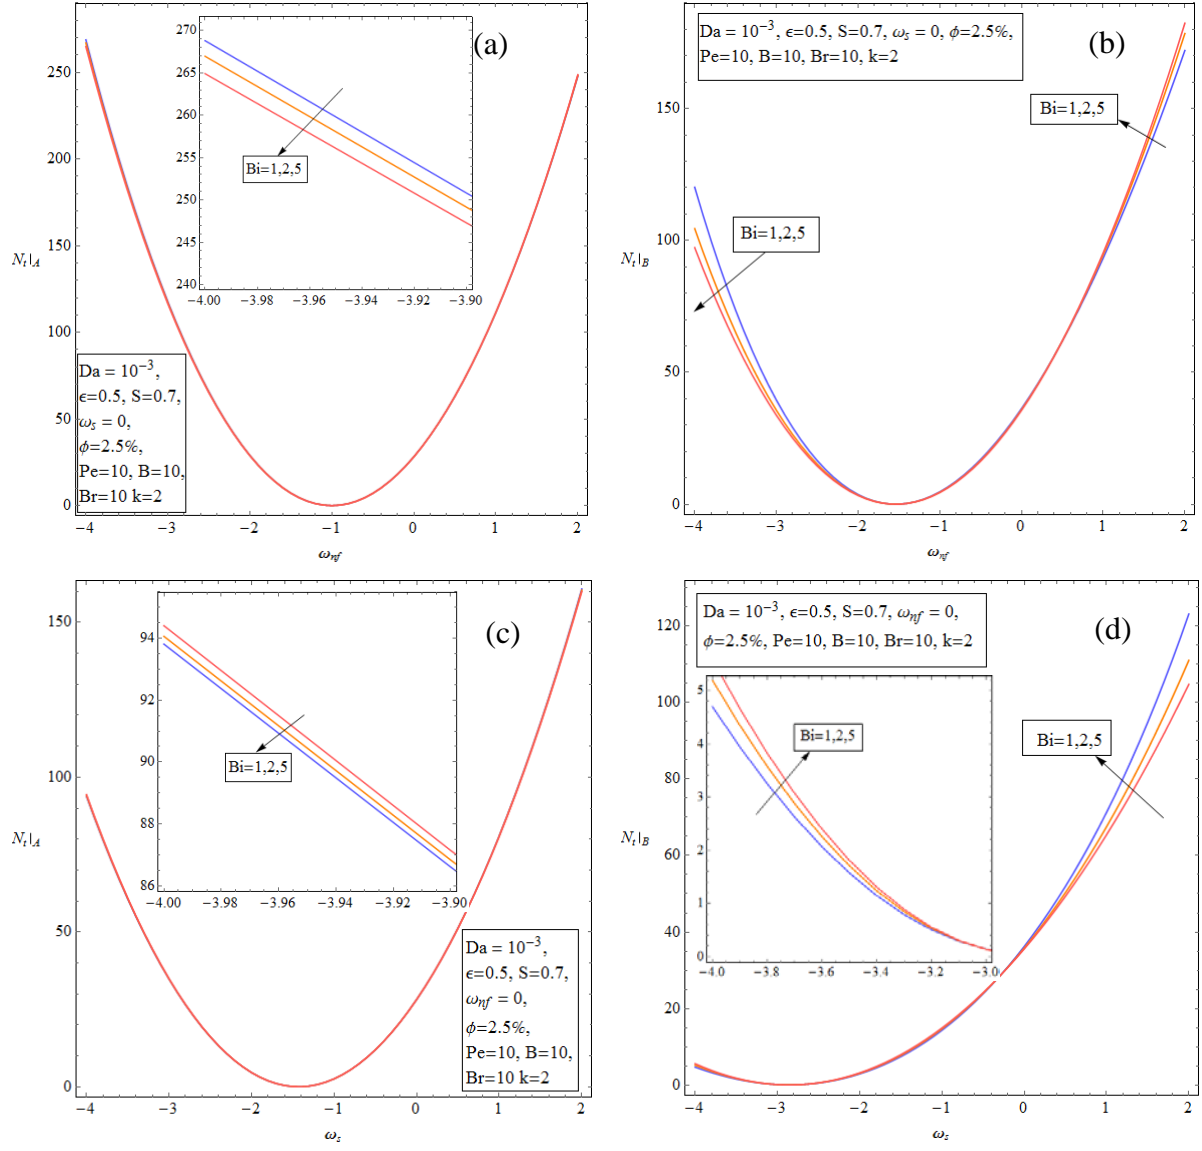 (a)
250
200
150
100
50
0
N_t|_A
−4
−3
−2
−1
0
1
2
ω_nf
270
265
260
255
250
245
240
−4.00
−3.98
−3.96
−3.94
−3.92
−3.90
Bi=1,2,5
Da = 10⁻³,
ϵ=0.5, S=0.7,
ω_s = 0,
ϕ=2.5%,
Pe=10, B=10,
Br=10 k=2
(b)
Da = 10⁻³, ϵ=0.5, S=0.7, ω_s = 0, ϕ=2.5%,
Pe=10, B=10, Br=10, k=2
150
100
50
0
N_t|_B
Bi=1,2,5
Bi=1,2,5
−4
−3
−2
−1
0
1
2
ω_nf
(c)
150
100
50
0
N_t|_A
94
92
90
88
86
−4.00
−3.98
−3.96
−3.94
−3.92
−3.90
Bi=1,2,5
Da = 10⁻³,
ϵ=0.5, S=0.7,
ω_nf = 0,
ϕ=2.5%,
Pe=10, B=10,
Br=10 k=2
−4
−3
−2
−1
0
1
2
ω_s
(d)
Da = 10⁻³, ϵ=0.5, S=0.7, ω_nf = 0,
ϕ=2.5%, Pe=10, B=10, Br=10, k=2
120
100
80
60
40
20
0
N_t|_B
5
4
3
2
1
0
−4.0
−3.8
−3.6
−3.4
−3.2
−3.0
Bi=1,2,5
Bi=1,2,5
−4
−3
−2
−1
0
1
2
ω_s